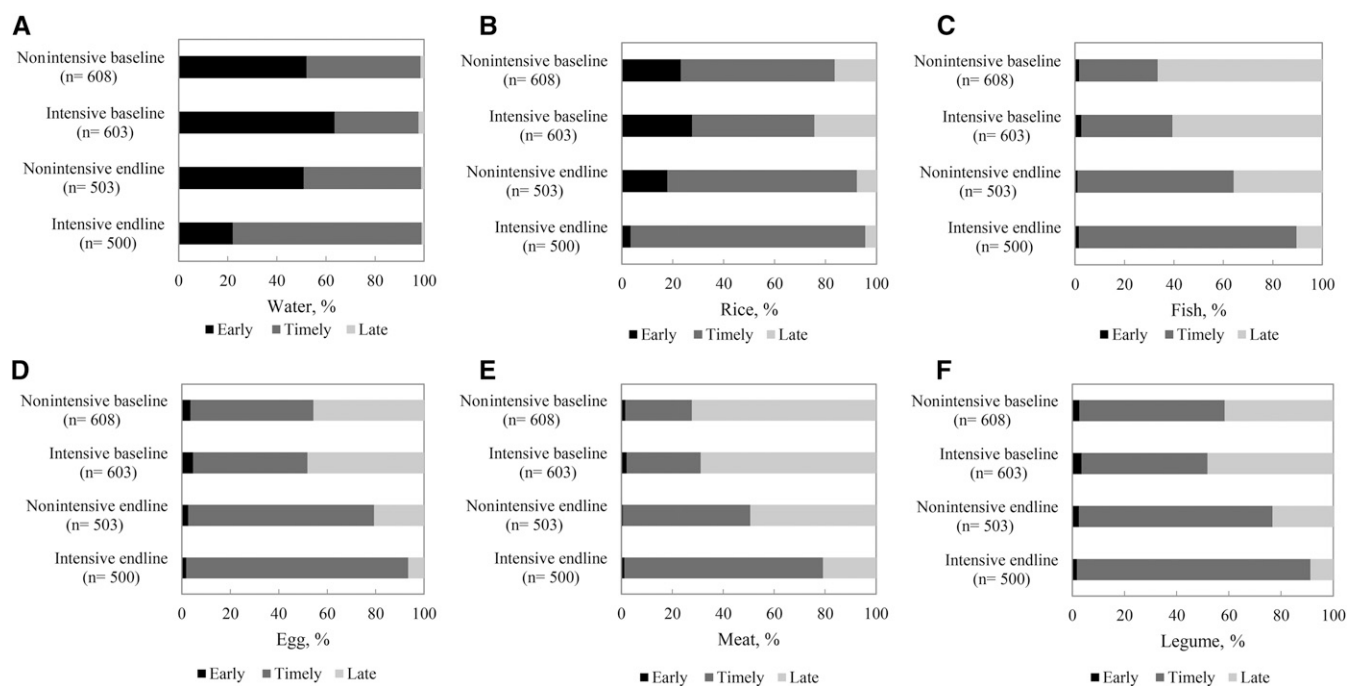 A
Nonintensive baseline
(n= 608)
Intensive baseline
(n= 603)
Nonintensive endline
(n= 503)
Intensive endline
(n= 500)
0 20 40 60 80 100
Water, %
Early Timely Late
B
Nonintensive baseline
(n= 608)
Intensive baseline
(n= 603)
Nonintensive endline
(n= 503)
Intensive endline
(n= 500)
0 20 40 60 80 100
Rice, %
Early Timely Late
C
Nonintensive baseline
(n= 608)
Intensive baseline
(n= 603)
Nonintensive endline
(n= 503)
Intensive endline
(n= 500)
0 20 40 60 80 100
Fish, %
Early Timely Late
D
Nonintensive baseline
(n= 608)
Intensive baseline
(n= 603)
Nonintensive endline
(n= 503)
Intensive endline
(n= 500)
0 20 40 60 80 100
Egg, %
Early Timely Late
E
Nonintensive baseline
(n= 608)
Intensive baseline
(n= 603)
Nonintensive endline
(n= 503)
Intensive endline
(n= 500)
0 20 40 60 80 100
Meat, %
Early Timely Late
F
Nonintensive baseline
(n= 608)
Intensive baseline
(n= 603)
Nonintensive endline
(n= 503)
Intensive endline
(n= 500)
0 20 40 60 80 100
Legume, %
Early Timely Late